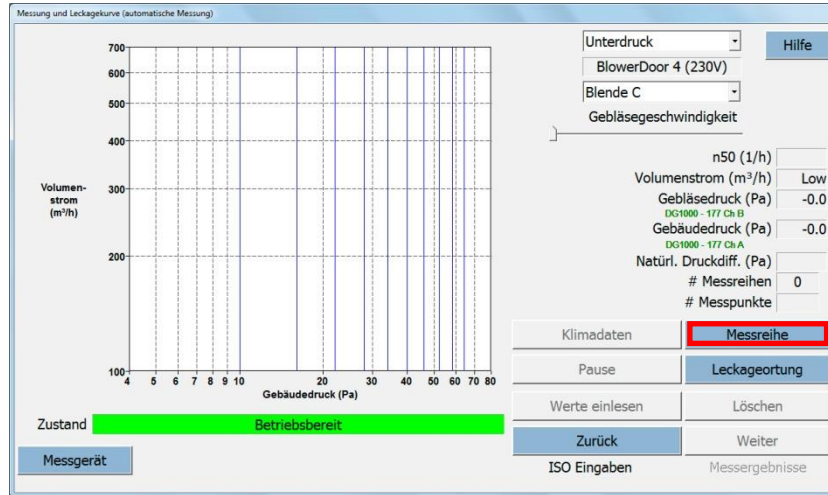 Messung und Leckagekurve (automatische Messung)
700
600
500
400
300
200
100
Volumen-
strom
(m³/h)
4 5 6 7 8 9 10 20 30 40 50 60 70 80
Gebäudedruck (Pa)
Zustand Betriebsbereit
Messgerät
Unterdruck
Hilfe
BlowerDoor 4 (230V)
Blende C
Gebläsegeschwindigkeit
n50 (1/h)
Volumenstrom (m³/h) Low
Gebläsedruck (Pa) -0.0
DG1000 - 177 Ch B
Gebäudedruck (Pa) -0.0
DG1000 - 177 Ch A
Natürl. Druckdiff. (Pa)
# Messreihen 0
# Messpunkte
Klimadaten Messreihe
Pause Leckageortung
Werte einlesen Löschen
Zurück Weiter
ISO Eingaben Messergebnisse